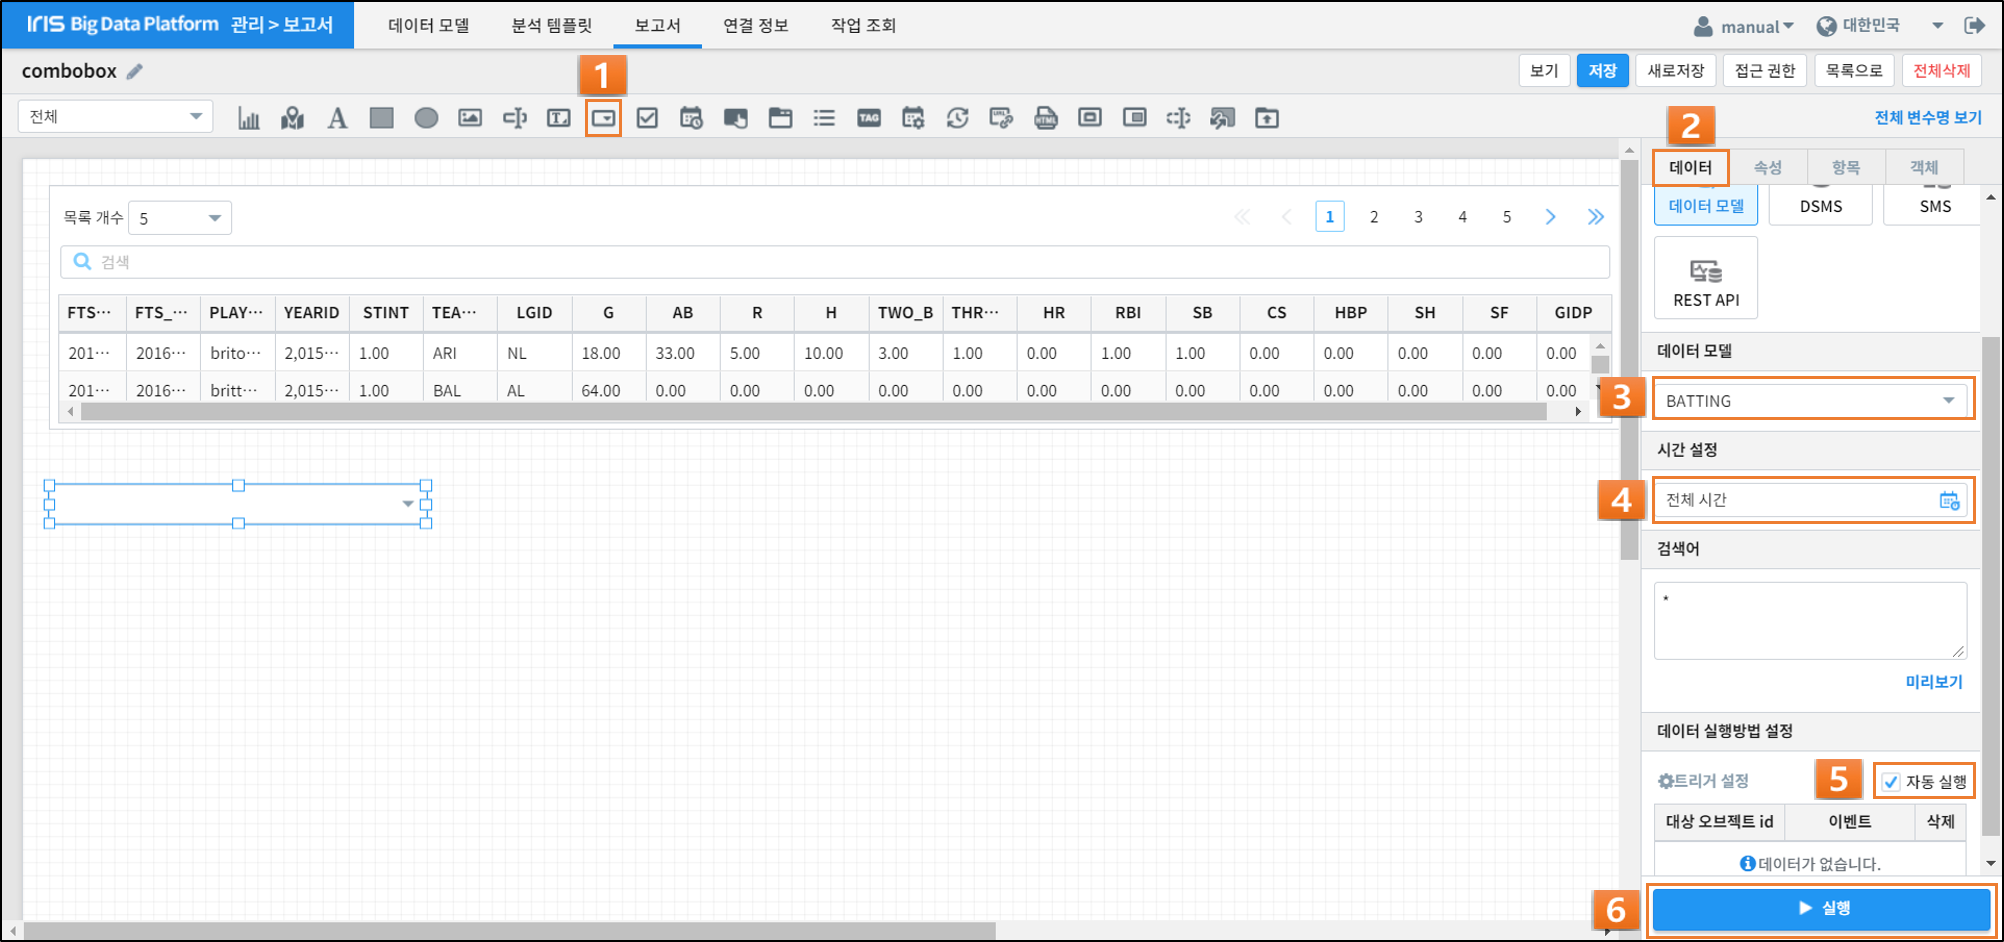 IRIS Big Data Platform 관리 > 보고서
데이터 모델
분석 템플릿
보고서
연결 정보
작업 조회
manual
대한민국
combobox
1
보기
저장
새로저장
접근 권한
목록으로
전체삭제
전체
A
T
TAG
URL
HTML
전체 변수명 보기
2
데이터
속성
항목
객체
데이터 모델
DSMS
SMS
REST API
목록 개수 5
1 2 3 4 5
검색
FTS··· FTS_··· PLAY··· YEARID STINT TEA··· LGID G AB R H TWO_B THR··· HR RBI SB CS HBP SH SF GIDP
201··· 2016··· brito··· 2,015··· 1.00 ARI NL 18.00 33.00 5.00 10.00 3.00 1.00 0.00 1.00 1.00 0.00 0.00 0.00 0.00 0.00
201··· 2016··· britt··· 2,015··· 1.00 BAL AL 64.00 0.00 0.00 0.00 0.00 0.00 0.00 0.00 0.00 0.00 0.00 0.00 0.00 0.00
데이터 모델
3
BATTING
시간 설정
4
전체 시간
검색어
*
미리보기
데이터 실행방법 설정
트리거 설정
5
자동 실행
대상 오브젝트 id 이벤트 삭제
데이터가 없습니다.
6
실행